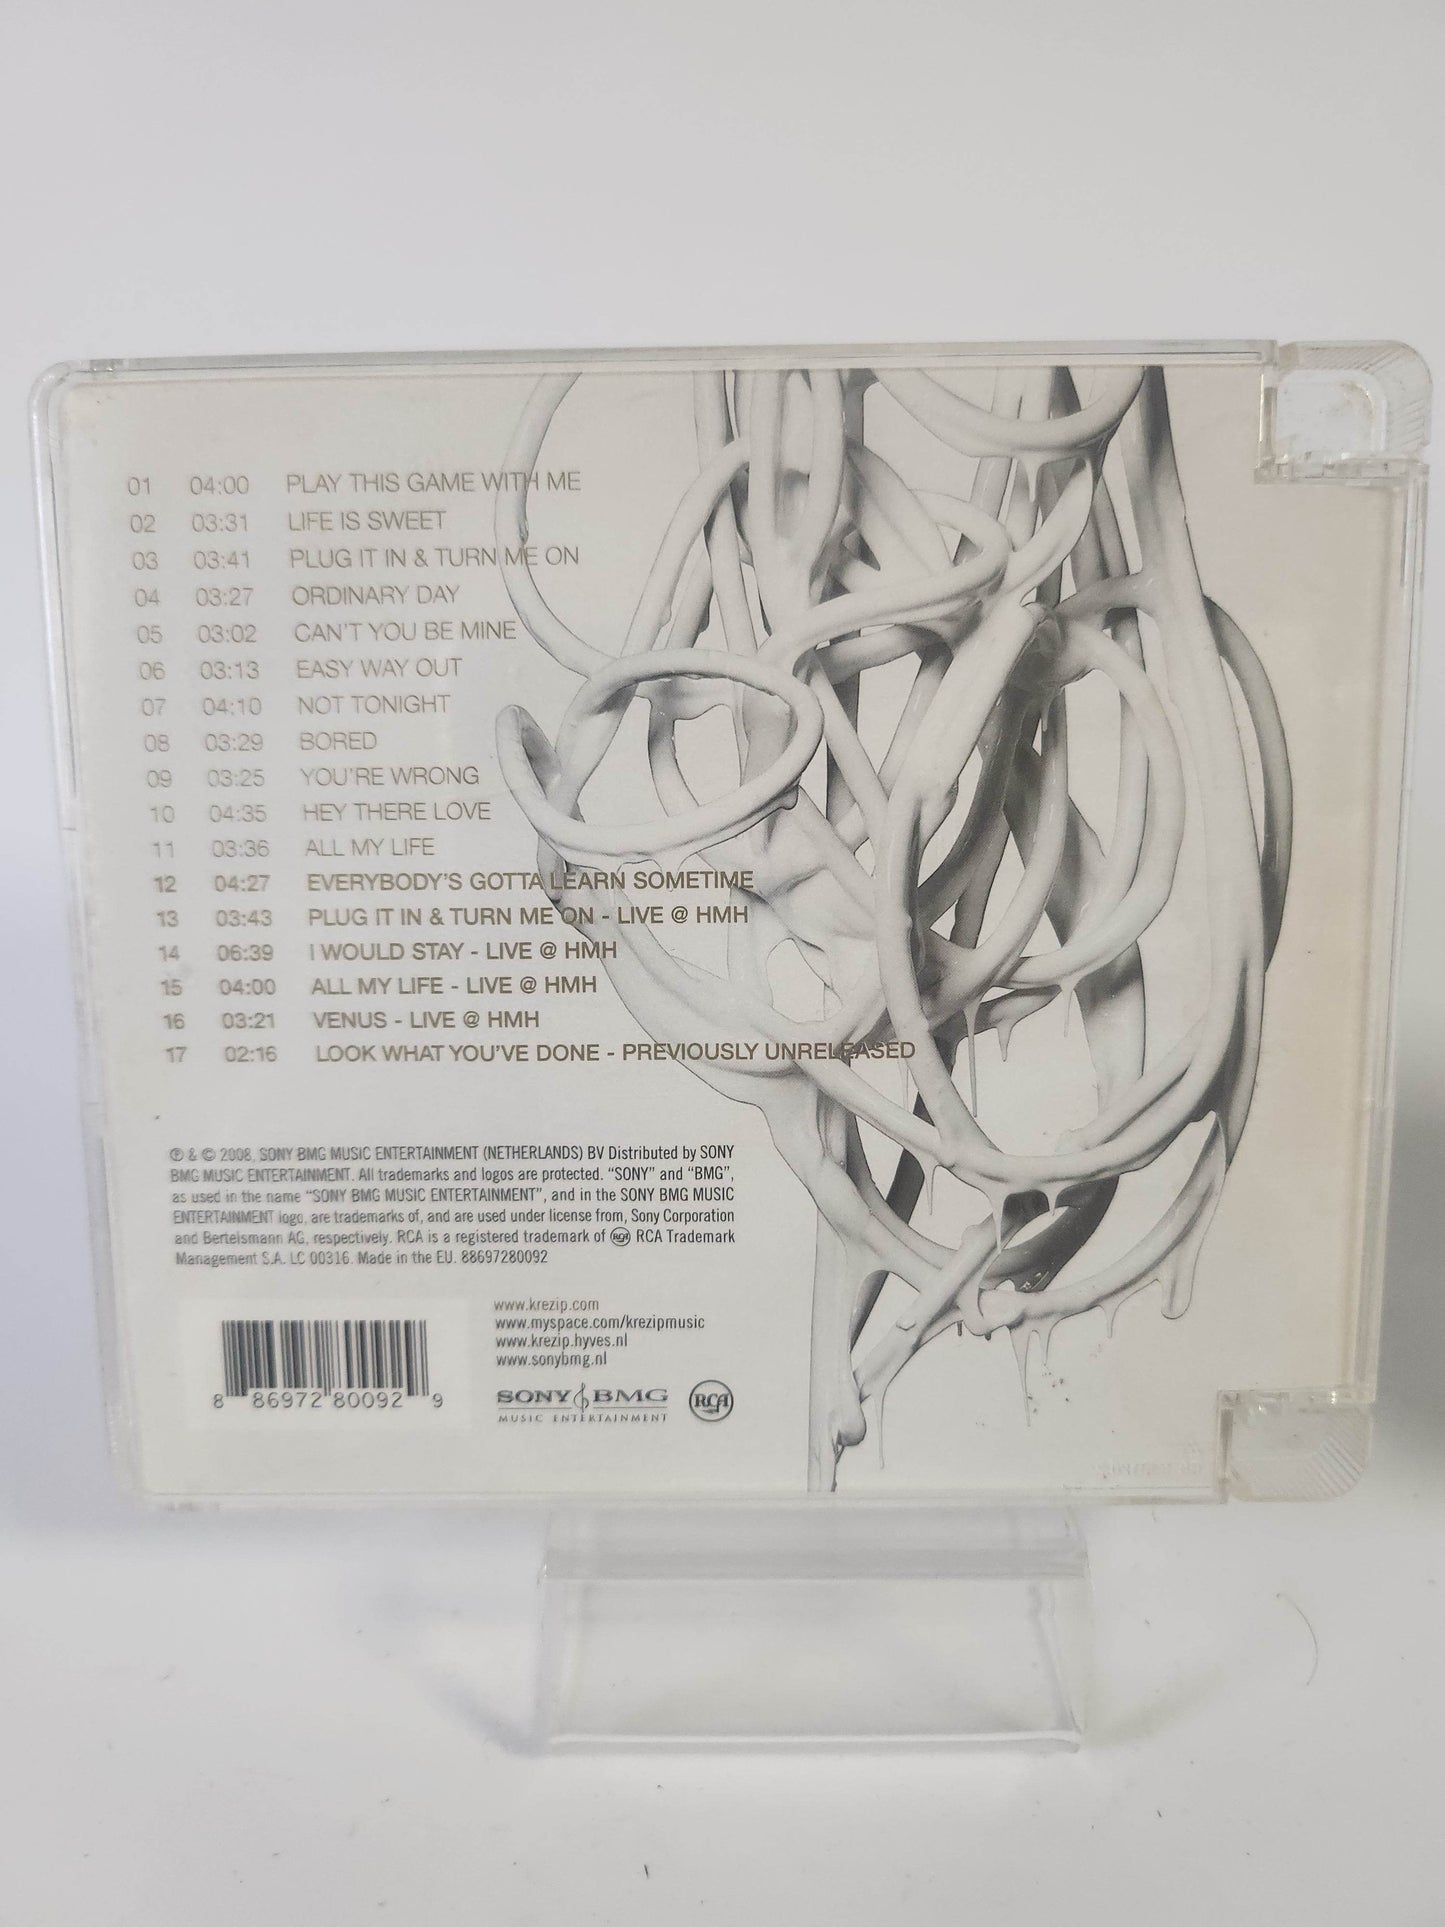 01 04:00 PLAY THIS GAME WITH ME
02 03:31 LIFE IS SWEET
03 03:41 PLUG IT IN & TURN ME ON
04 03:27 ORDINARY DAY
05 03:02 CAN'T YOU BE MINE
06 03:13 EASY WAY OUT
07 04:10 NOT TONIGHT
08 03:29 BORED
09 03:25 YOU'RE WRONG
10 04:35 HEY THERE LOVE
11 03:36 ALL MY LIFE
12 04:27 EVERYBODY'S GOTTA LEARN SOMETIME
13 03:43 PLUG IT IN & TURN ME ON - LIVE @ HMH
14 06:39 I WOULD STAY - LIVE @ HMH
15 04:00 ALL MY LIFE - LIVE @ HMH
16 03:21 VENUS - LIVE @ HMH
17 02:16 LOOK WHAT YOU'VE DONE - PREVIOUSLY UNRELEASED
℗ & © 2008, SONY BMG MUSIC ENTERTAINMENT (NETHERLANDS) BV Distributed by SONY
BMG MUSIC ENTERTAINMENT. All trademarks and logos are protected. "SONY" and "BMG",
as used in the name "SONY BMG MUSIC ENTERTAINMENT", and in the SONY BMG MUSIC
ENTERTAINMENT logo, are trademarks of, and are used under license from, Sony Corporation
and Bertelsmann AG, respectively. RCA is a registered trademark of RCA RCA Trademark
Management S.A. LC 00316. Made in the EU. 88697280092
www.krezip.com
www.myspace.com/krezipmusic
www.krezip.hyves.nl
www.sonybmg.nl
8 86972 80092 9
SONY BMG
MUSIC ENTERTAINMENT
RCA